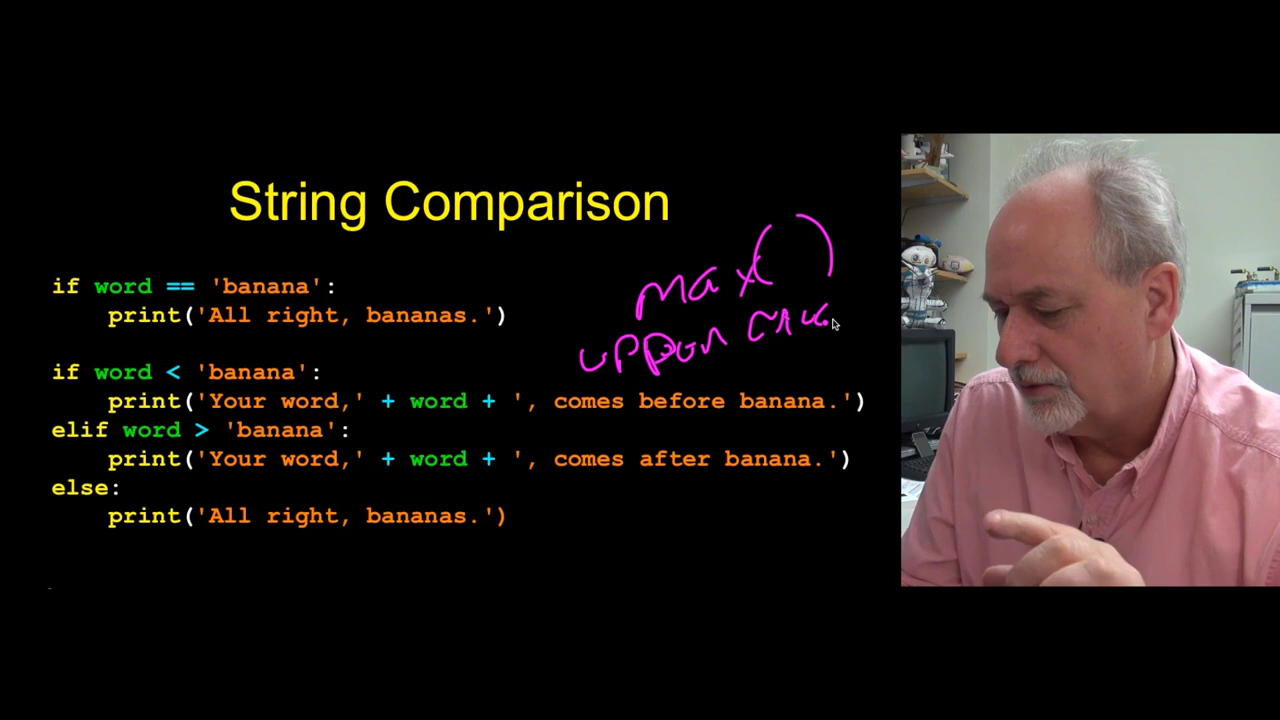 String Comparison
max( )
upper case
if word == 'banana':
    print('All right, bananas.')
if word < 'banana':
    print('Your word,' + word + ', comes before banana.')
elif word > 'banana':
    print('Your word,' + word + ', comes after banana.')
else:
    print('All right, bananas.')